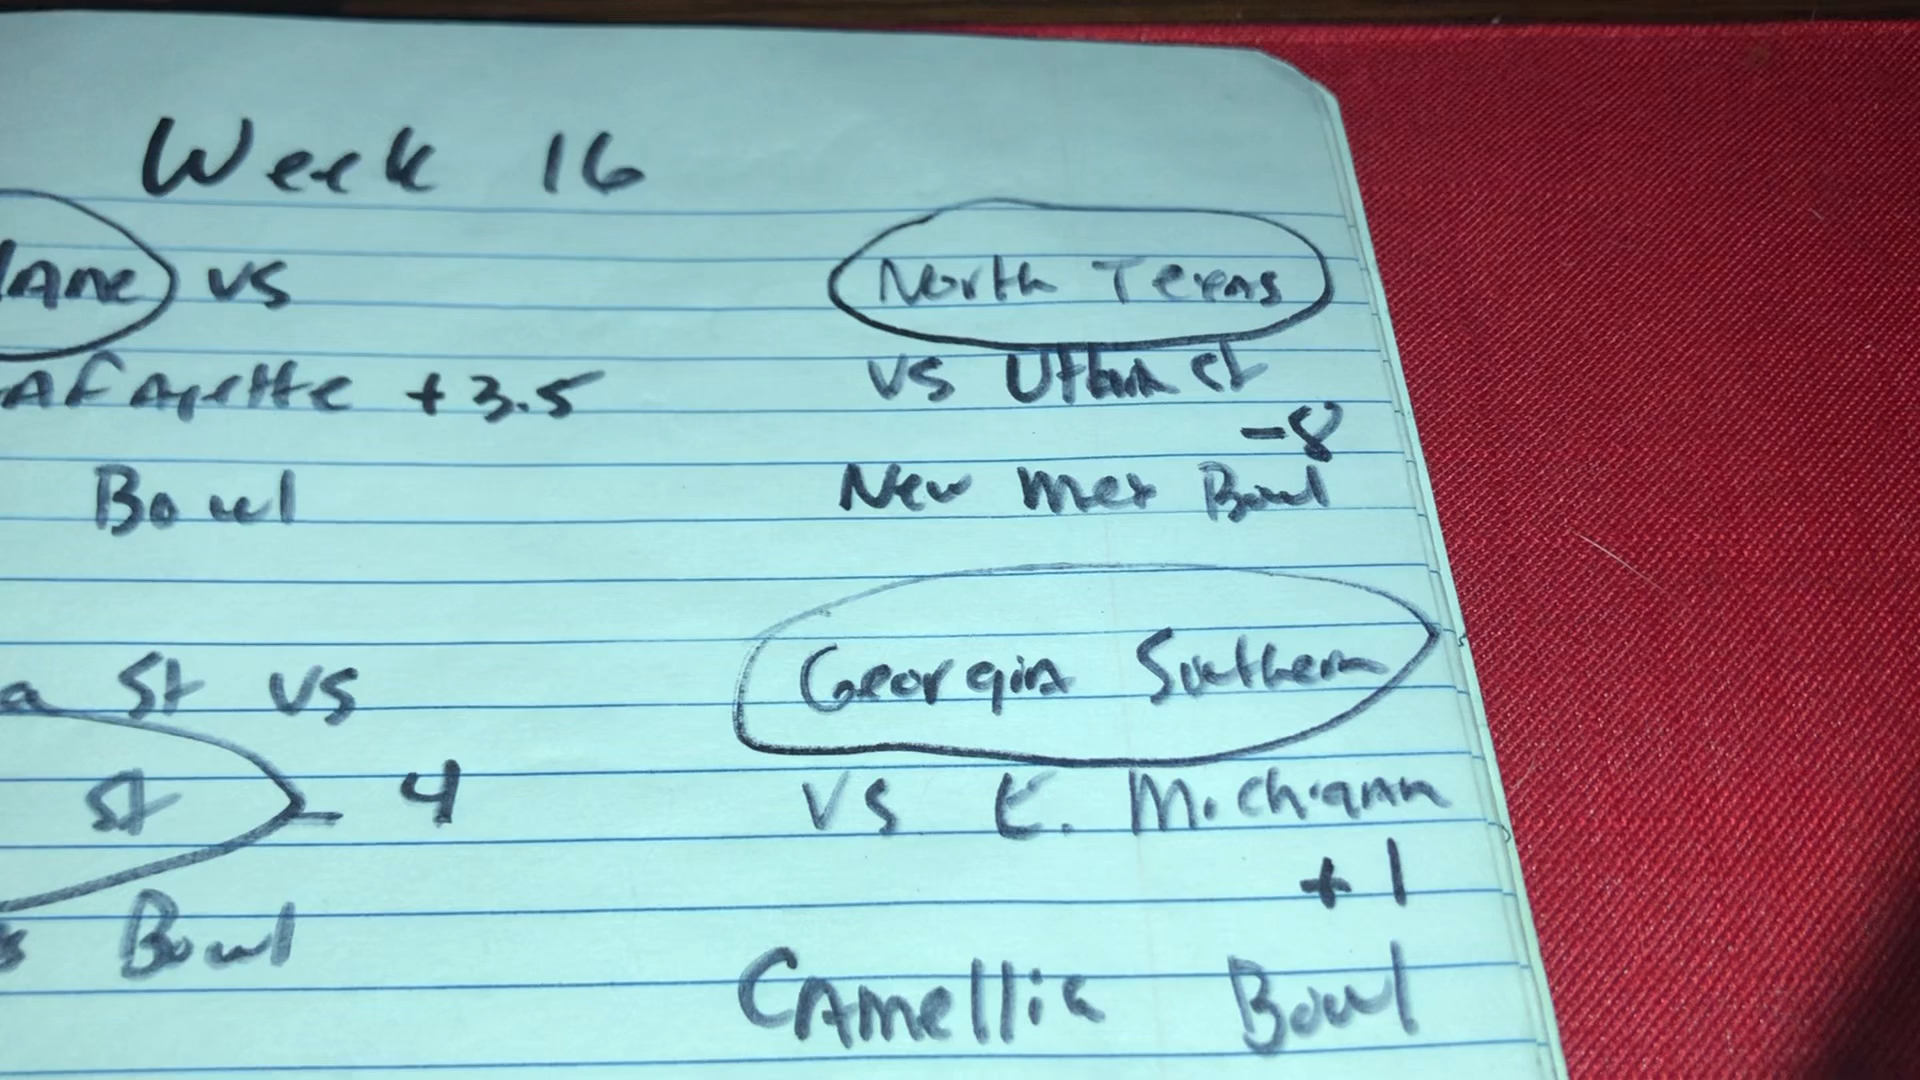 Week 16
lane vs
Lafayette +3.5
Bowl
a St vs
St - 4
s Bowl
North Texas
vs Utah St
-8
New Mex Bowl
Georgia Southern
vs E. Michigan
+1
Camellia Bowl